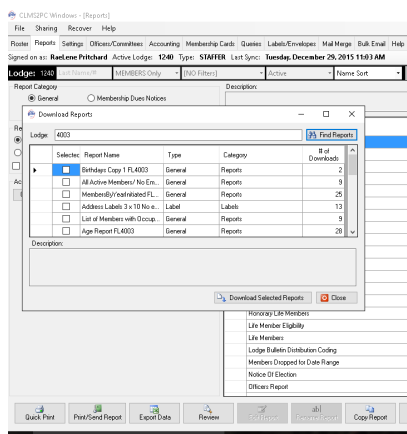 CLMS2PC Windows - [Reports]
File Sharing Recover Help
Roster Reports Settings Officers/Committees Accounting Membership Cards Queries Labels/Envelopes Mail Merge Bulk Email Help
Signed on as: RaeLene Pritchard Active Lodge: 1240 Type: STAFFER Last Sync: Tuesday, December 29, 2015 11:03 AM
Lodge: 1240 Last Name/# MEMBERS Only [NO Filters] Active Name Sort
Report Category Description:
General Membership Dues Notices
Download Reports
Lodge: 4003 Find Reports
Selected Report Name Type Category # of Downloads
Birthdays Copy 1 FL4003 General Reports 2
All Active Members/ No Em... General Reports 9
MembersByYearInitiated FL... General Reports 25
Address Labels 3 x 10 No e... Label Labels 13
List of Members with Occup... General Reports 9
Age Report FL4003 General Reports 28
Description:
Download Selected Reports Close
Honorary Life Members
Life Member Eligibility
Life Members
Lodge Bulletin Distribution Coding
Members Dropped for Date Range
Notice Of Election
Officers Report
Quick Print Print/Send Report Export Data Review Copy Report